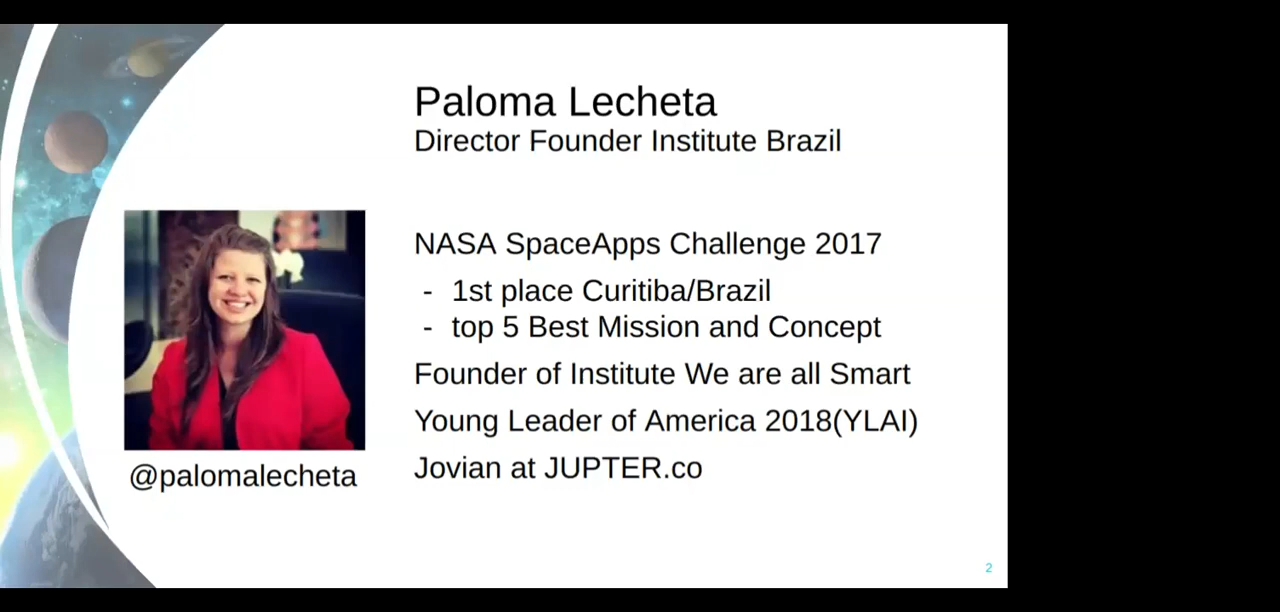 Paloma Lecheta
Director Founder Institute Brazil
NASA SpaceApps Challenge 2017
- 1st place Curitiba/Brazil
- top 5 Best Mission and Concept
Founder of Institute We are all Smart
Young Leader of America 2018(YLAI)
Jovian at JUPTER.co
@palomalecheta
2